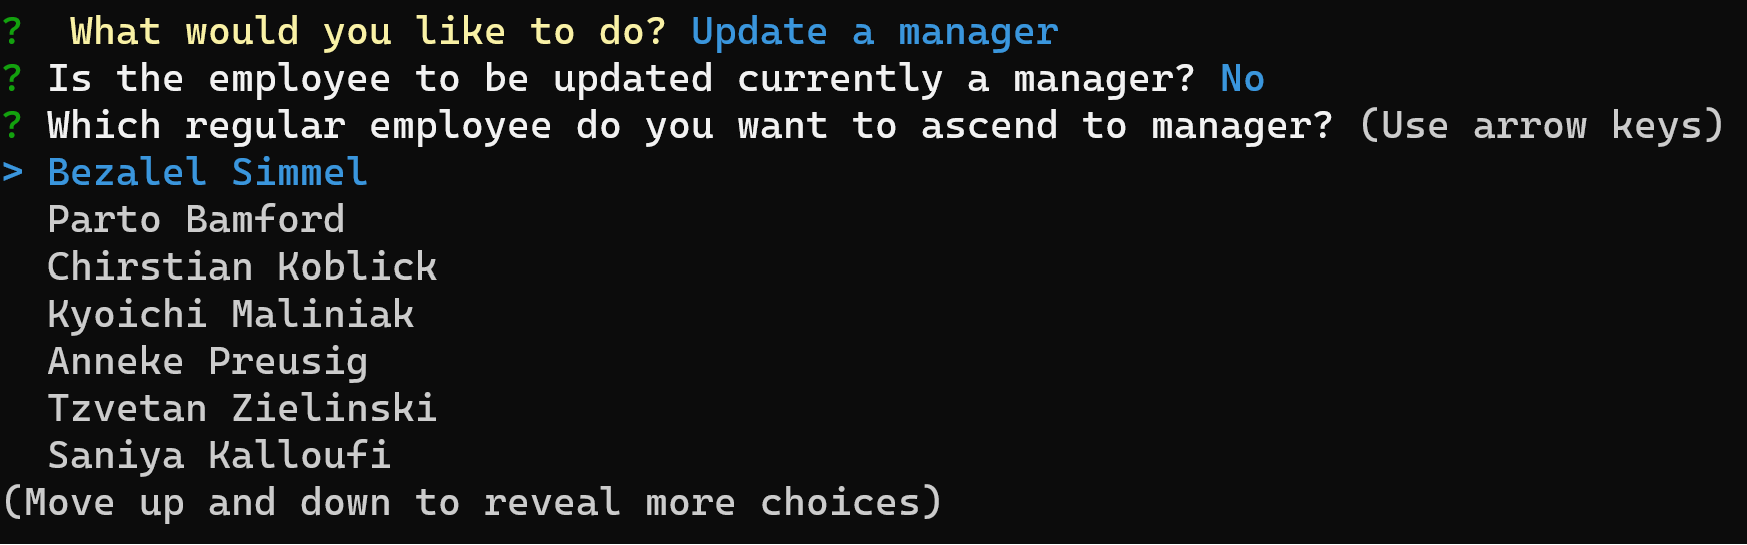 ?  What would you like to do? Update a manager
? Is the employee to be updated currently a manager? No
? Which regular employee do you want to ascend to manager? (Use arrow keys)
> Bezalel Simmel
  Parto Bamford
  Chirstian Koblick
  Kyoichi Maliniak
  Anneke Preusig
  Tzvetan Zielinski
  Saniya Kalloufi
(Move up and down to reveal more choices)